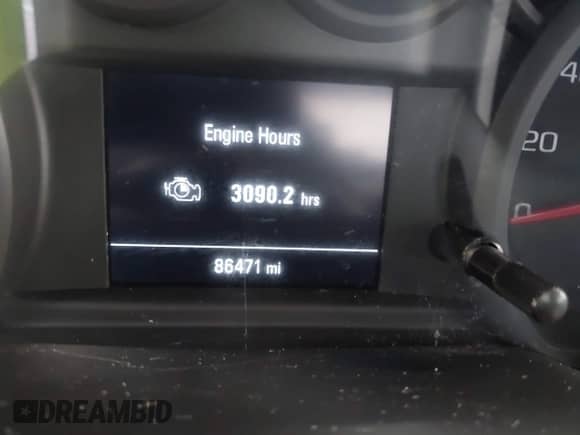 Engine Hours
3090.2 hrs
86471 mi
20
0
DREAMBID